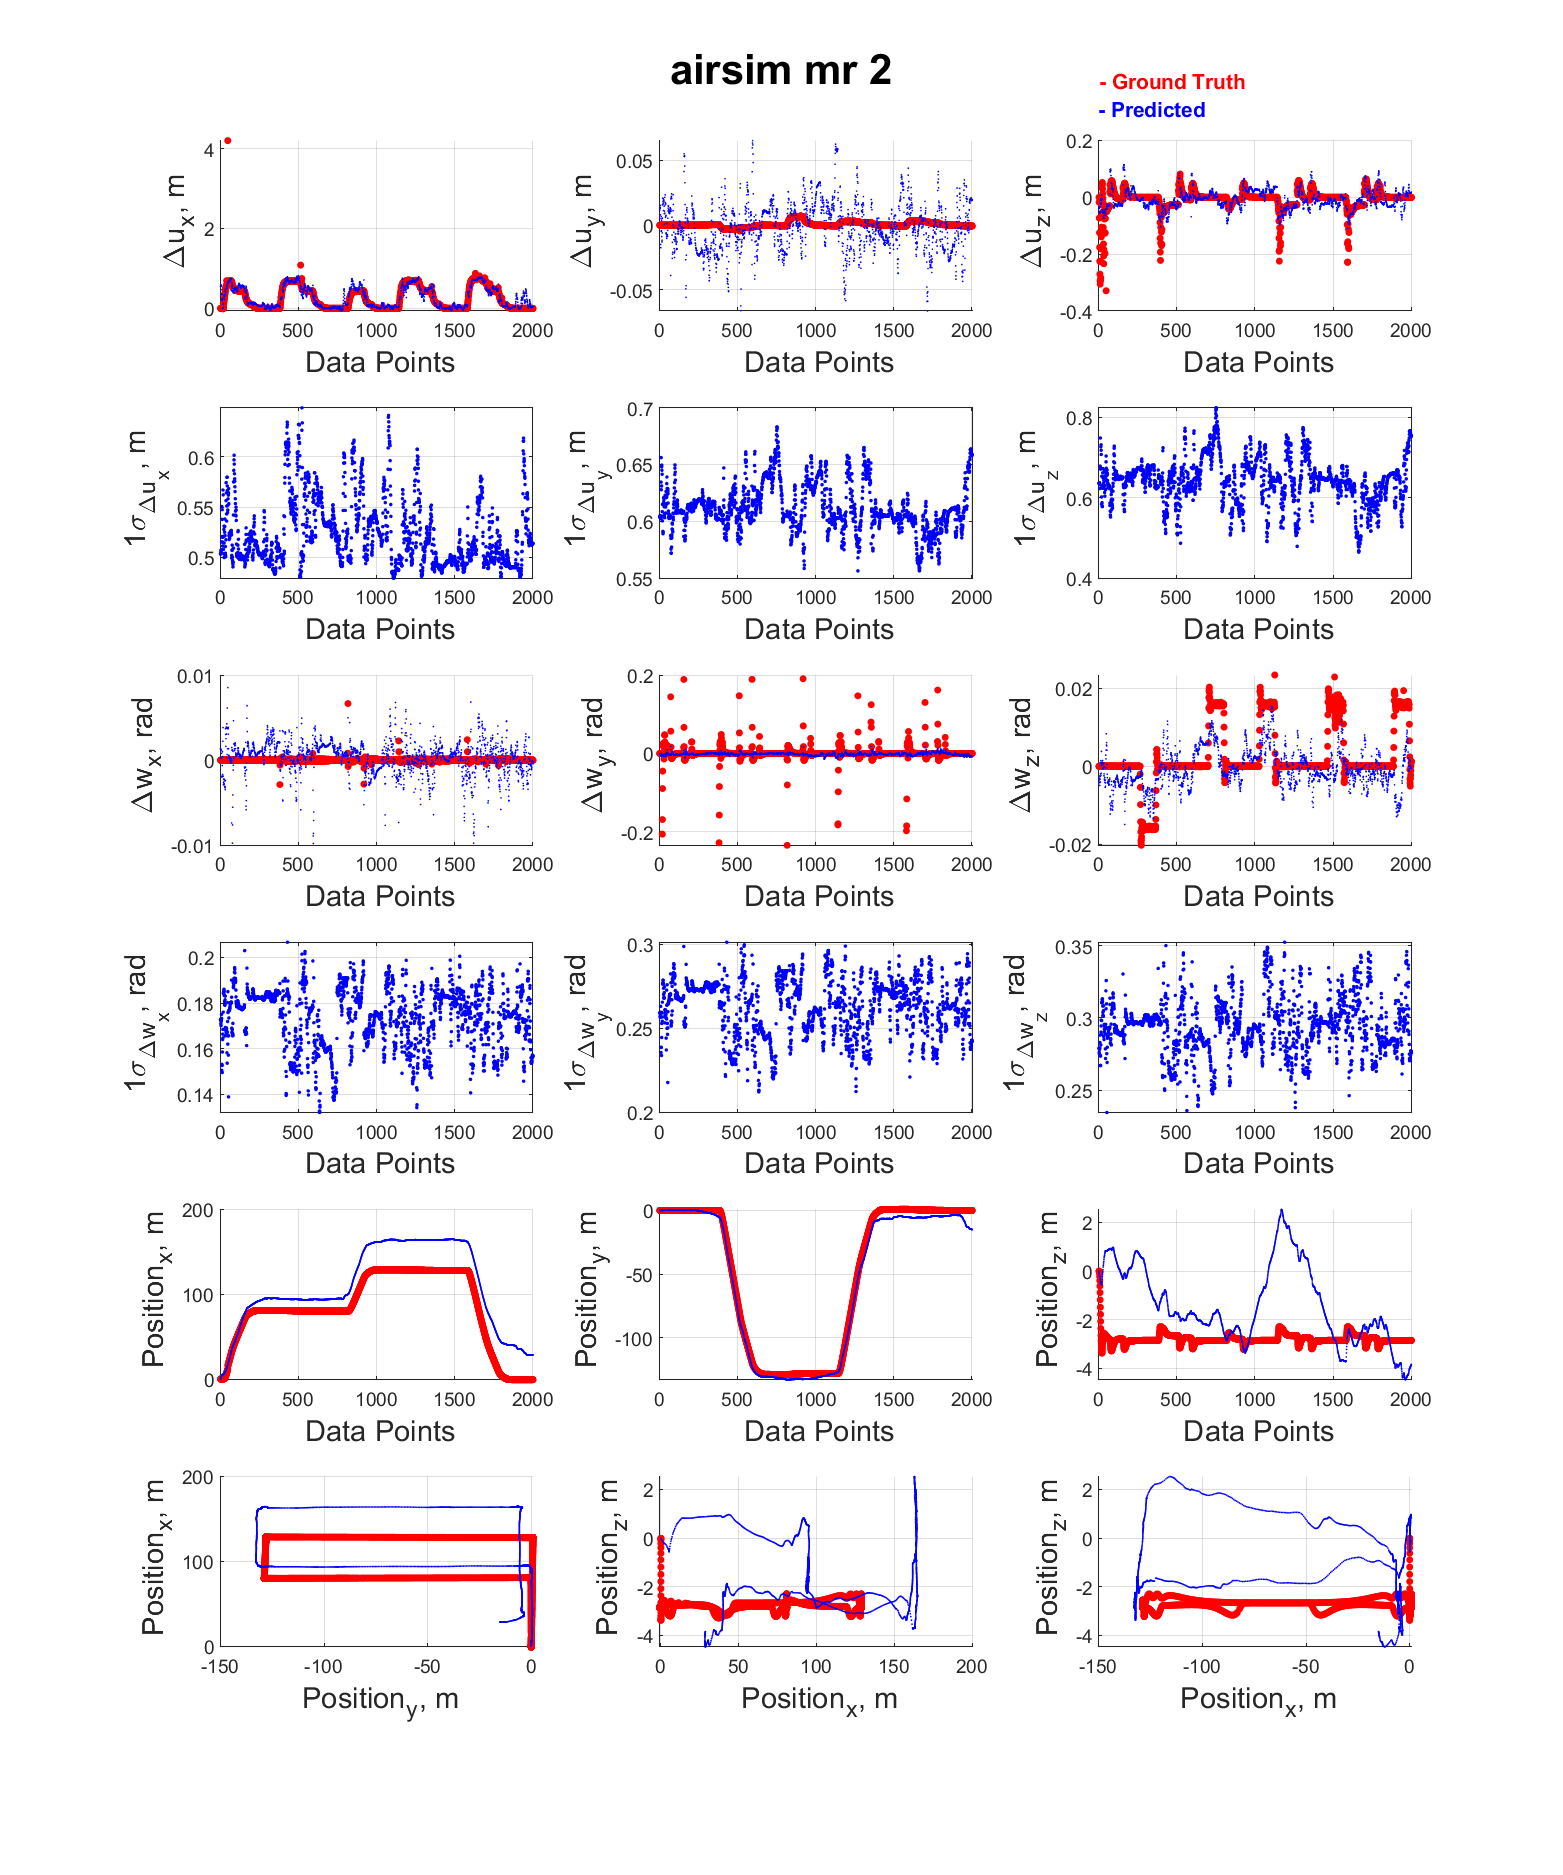 airsim mr 2
- Ground Truth
- Predicted
Δu_x, m
4
2
0
0 500 1000 1500 2000
Data Points
Δu_y, m
0.05
0
-0.05
0 500 1000 1500 2000
Data Points
Δu_z, m
0.2
0
-0.2
-0.4
0 500 1000 1500 2000
Data Points
1σ_Δu_x, m
0.6
0.55
0.5
0 500 1000 1500 2000
Data Points
1σ_Δu_y, m
0.7
0.65
0.6
0.55
0 500 1000 1500 2000
Data Points
1σ_Δu_z, m
0.8
0.6
0.4
0 500 1000 1500 2000
Data Points
Δw_x, rad
0.01
0
-0.01
0 500 1000 1500 2000
Data Points
Δw_y, rad
0.2
0
-0.2
0 500 1000 1500 2000
Data Points
Δw_z, rad
0.02
0
-0.02
0 500 1000 1500 2000
Data Points
1σ_Δw_x, rad
0.2
0.18
0.16
0.14
0 500 1000 1500 2000
Data Points
1σ_Δw_y, rad
0.3
0.25
0.2
0 500 1000 1500 2000
Data Points
1σ_Δw_z, rad
0.35
0.3
0.25
0 500 1000 1500 2000
Data Points
Position_x, m
200
100
0
0 500 1000 1500 2000
Data Points
Position_y, m
0
-50
-100
0 500 1000 1500 2000
Data Points
Position_z, m
2
0
-2
-4
0 500 1000 1500 2000
Data Points
Position_x, m
200
100
0
-150 -100 -50 0
Position_y, m
Position_z, m
2
0
-2
-4
0 50 100 150 200
Position_x, m
Position_z, m
2
0
-2
-4
-150 -100 -50 0
Position_x, m